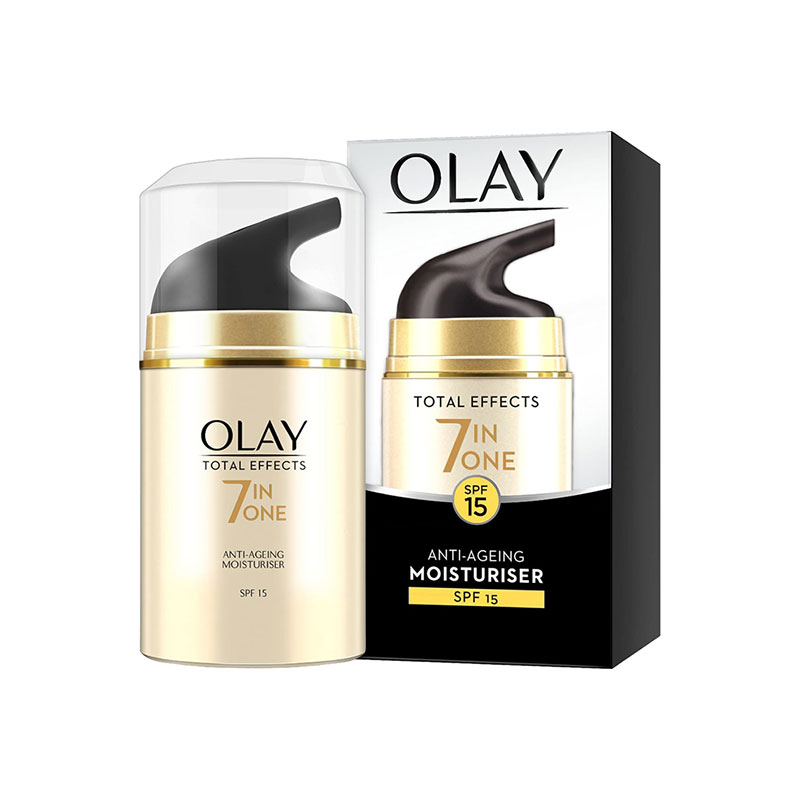 OLAY
TOTAL EFFECTS
7 IN
ONE
ANTI-AGEING
MOISTURISER
SPF 15
OLAY
TOTAL EFFECTS
7 IN
ONE
SPF
15
ANTI-AGEING
MOISTURISER
SPF 15